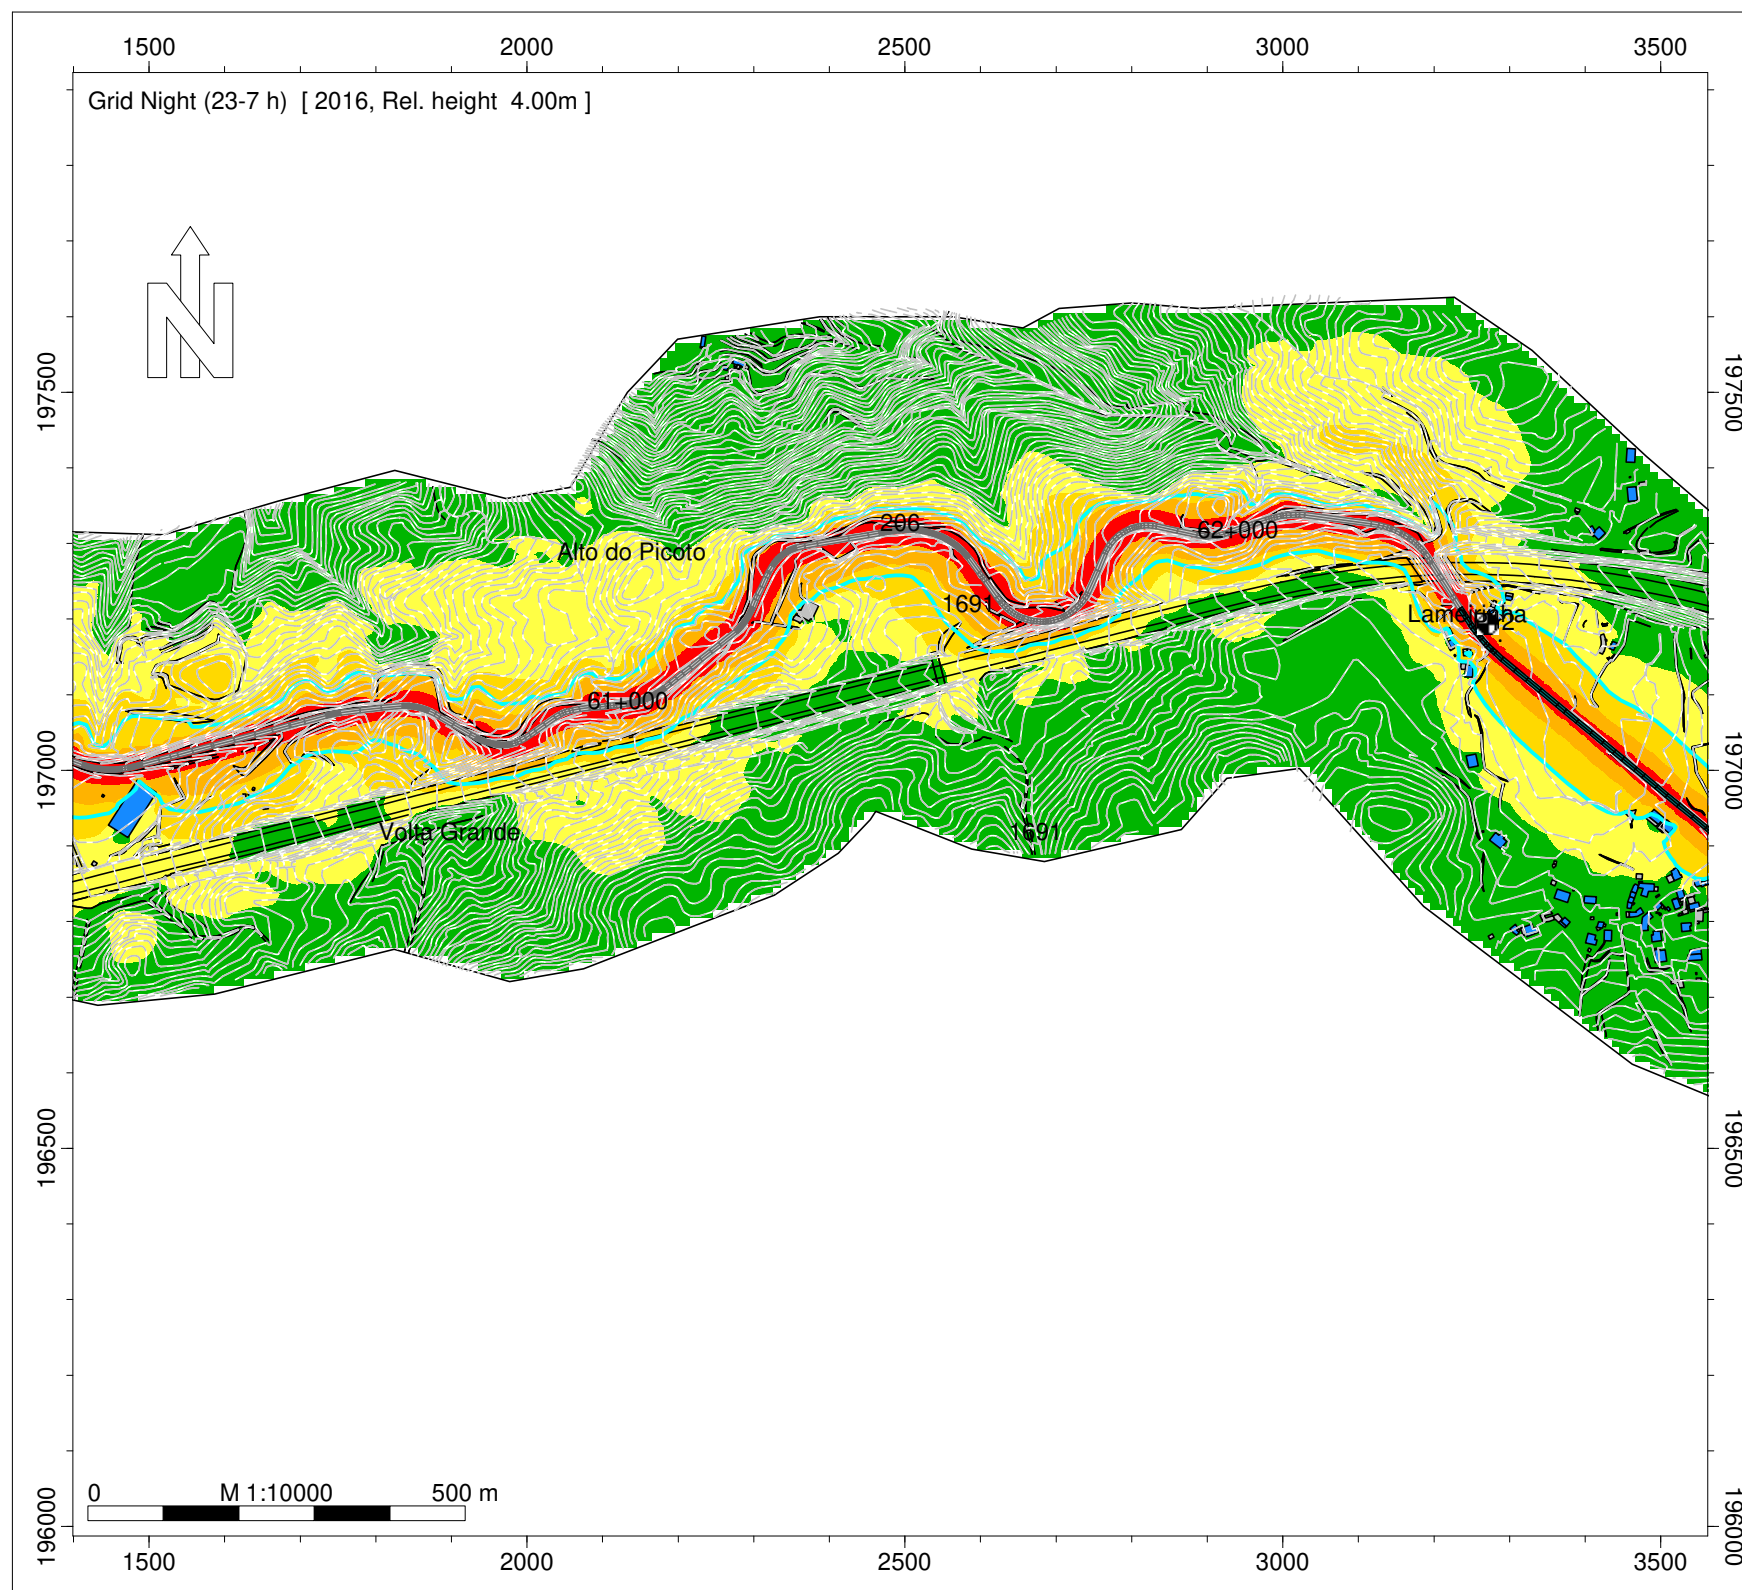 1500 2000 2500 3000 3500
Grid Night (23-7 h) [ 2016, Rel. height 4.00m ]
N
197500 197500
206
62+000
Alto do Picoto
1691
Lameirinha
61+000
197000 197000
Volta Grande
1691
196500 196500
0 M 1:10000 500 m
196000 196000
1500 2000 2500 3000 3500